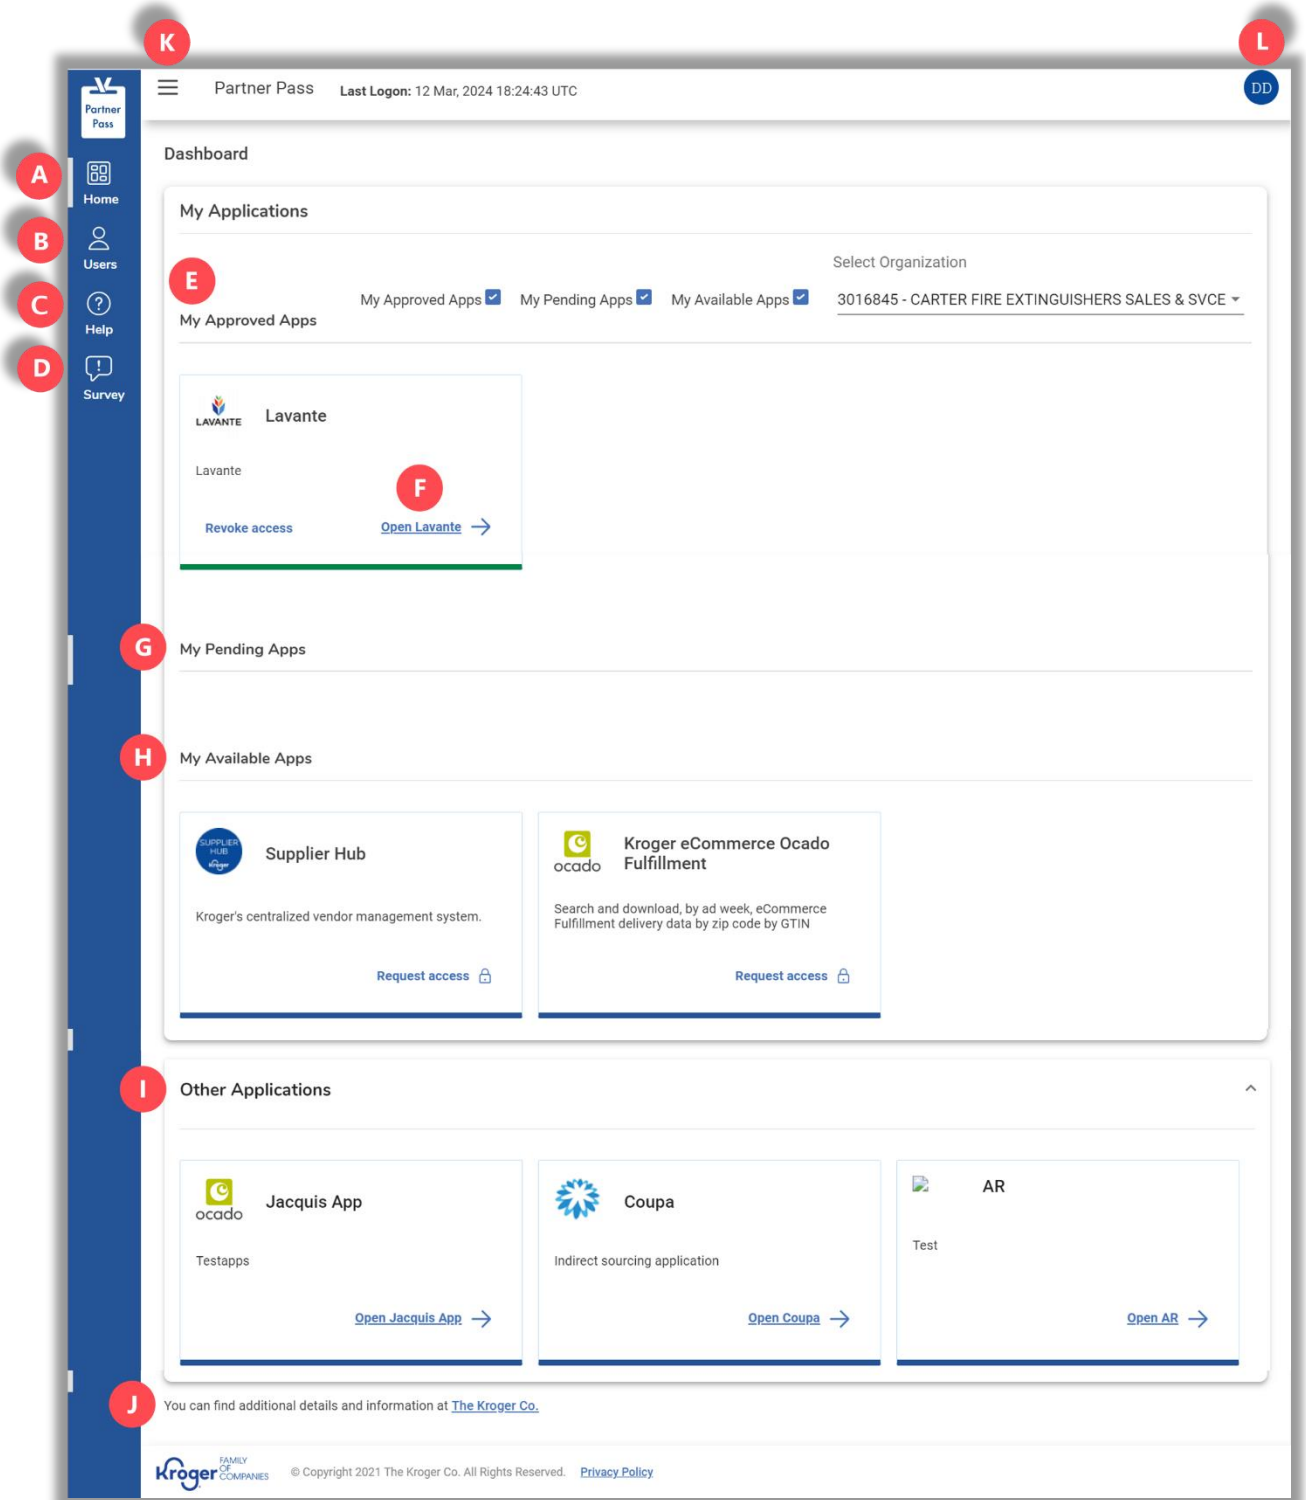 K
L
Partner Pass
Last Logon: 12 Mar, 2024 18:24:43 UTC
DD
Partner
Pass
Dashboard
A
Home
My Applications
B
Users
Select Organization
E
C
Help
My Approved Apps
My Pending Apps
My Available Apps
3016845 - CARTER FIRE EXTINGUISHERS SALES & SVCE
My Approved Apps
D
Survey
LAVANTE
Lavante
Lavante
F
Revoke access
Open Lavante
G
My Pending Apps
H
My Available Apps
SUPPLIER
HUB
Kroger
Supplier Hub
Kroger's centralized vendor management system.
Request access
ocado
Kroger eCommerce Ocado
Fulfillment
Search and download, by ad week, eCommerce
Fulfillment delivery data by zip code by GTIN
Request access
I
Other Applications
ocado
Jacquis App
Testapps
Open Jacquis App
Coupa
Indirect sourcing application
Open Coupa
AR
Test
Open AR
J
You can find additional details and information at The Kroger Co.
Kroger FAMILY
OF
COMPANIES
© Copyright 2021 The Kroger Co. All Rights Reserved. Privacy Policy